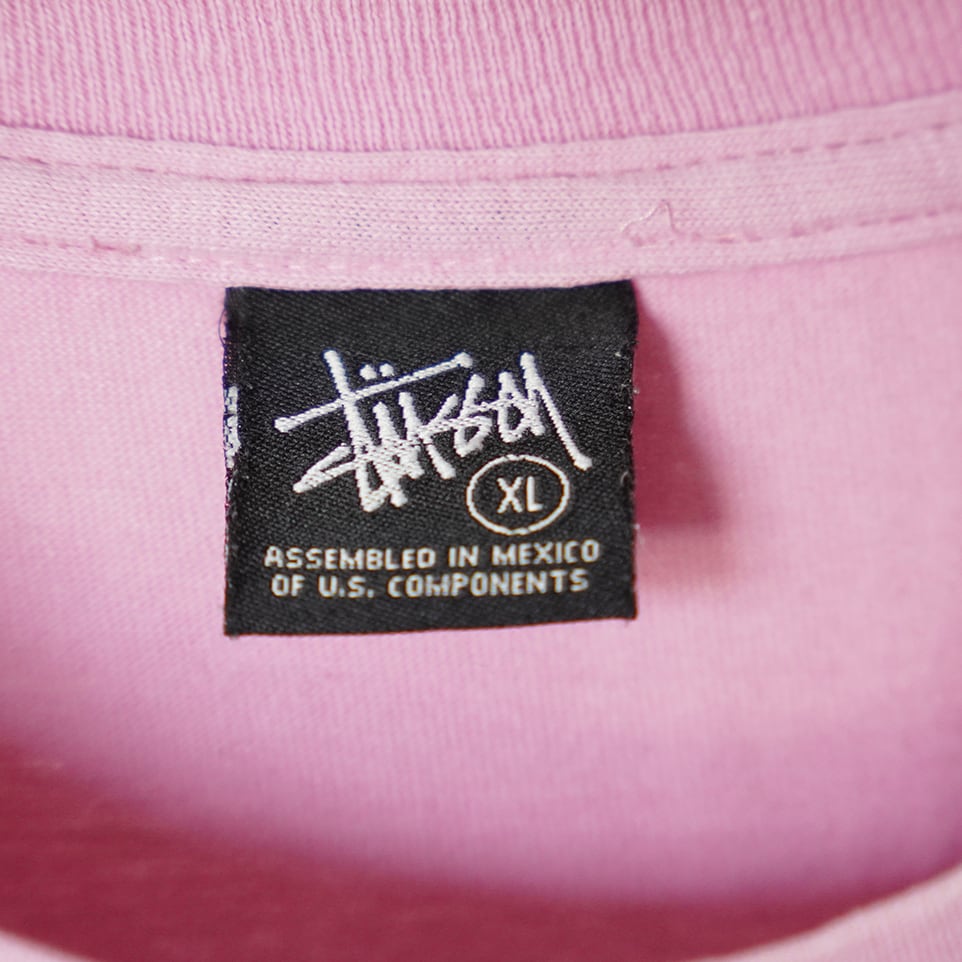 Stüssy
XL
ASSEMBLED IN MEXICO
OF U.S. COMPONENTS